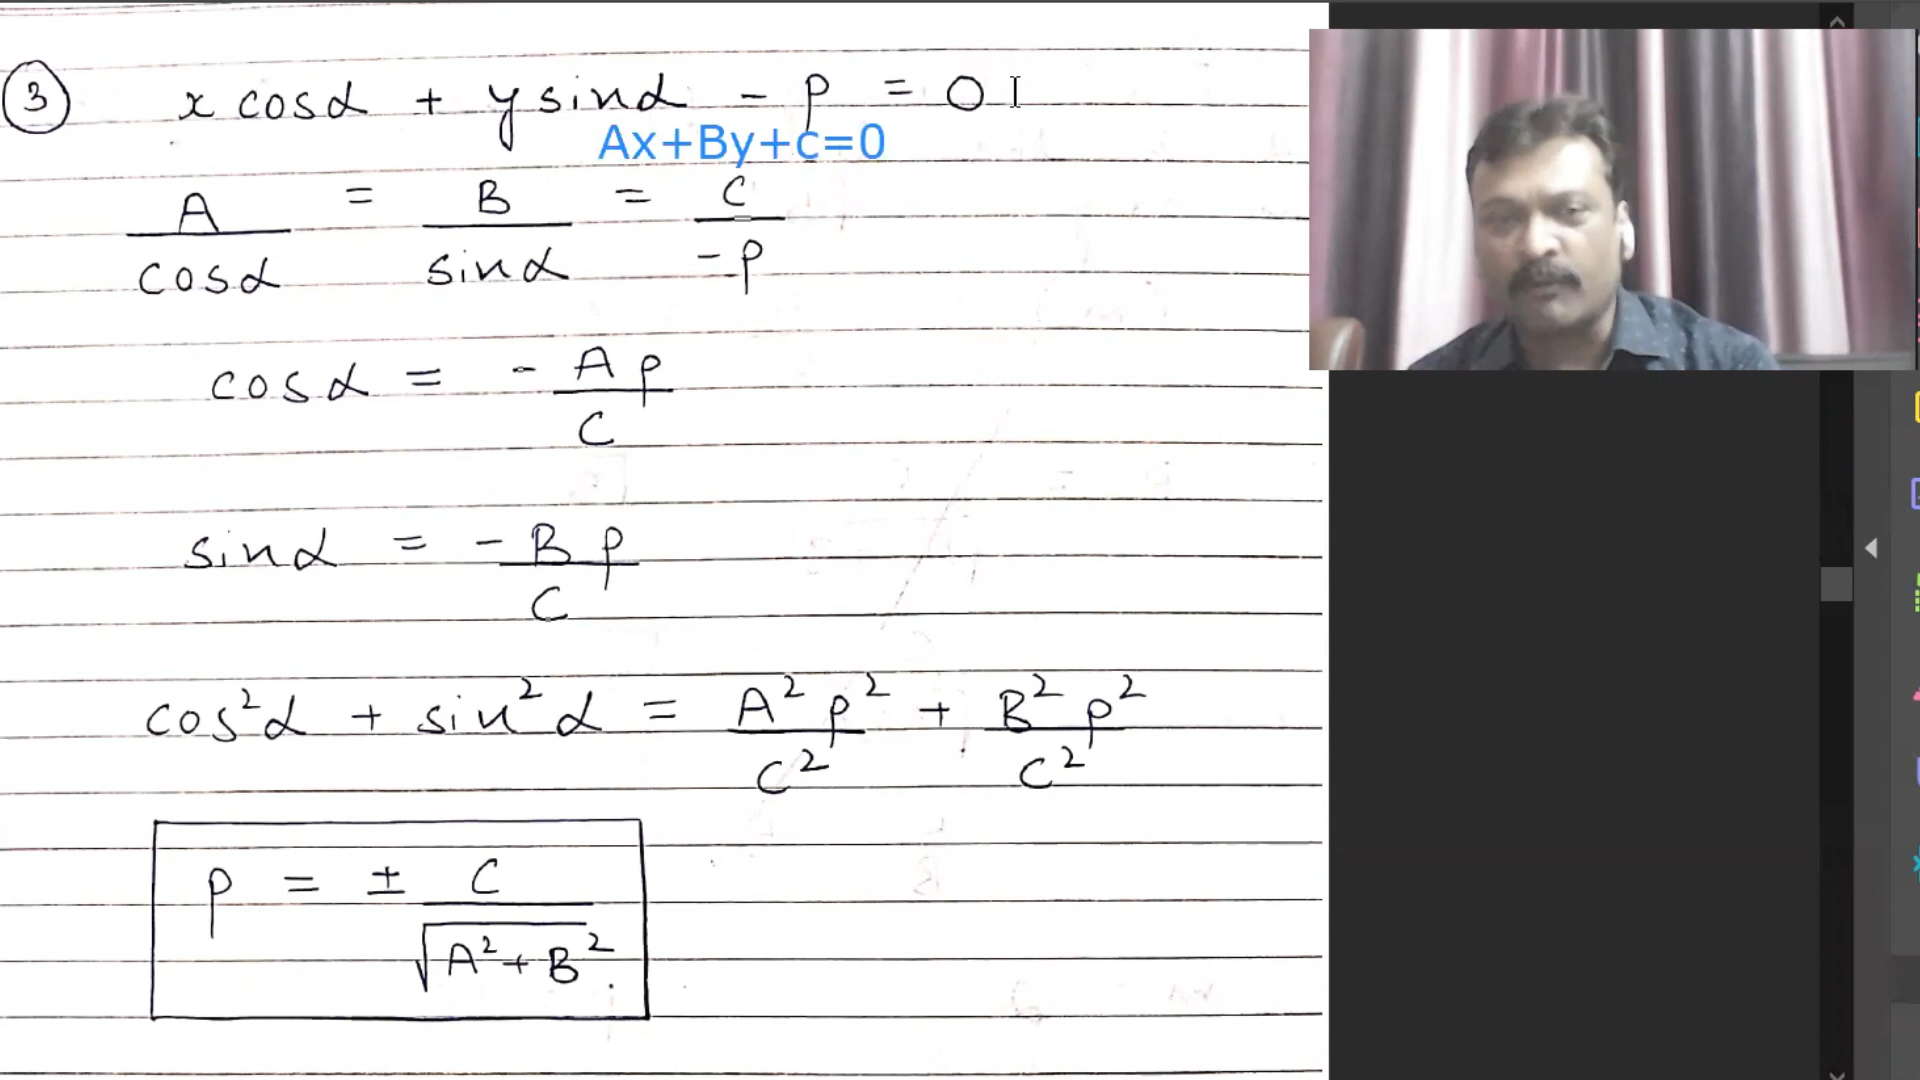 ③ x cosα + y sinα - p = 0
Ax+By+c=0
A/cosα = B/sinα = C/-p
cosα = - Ap/C
sinα = - Bp/C
cos²α + sin²α = A²p²/C² + B²p²/C²
p = ± C/√A²+B².